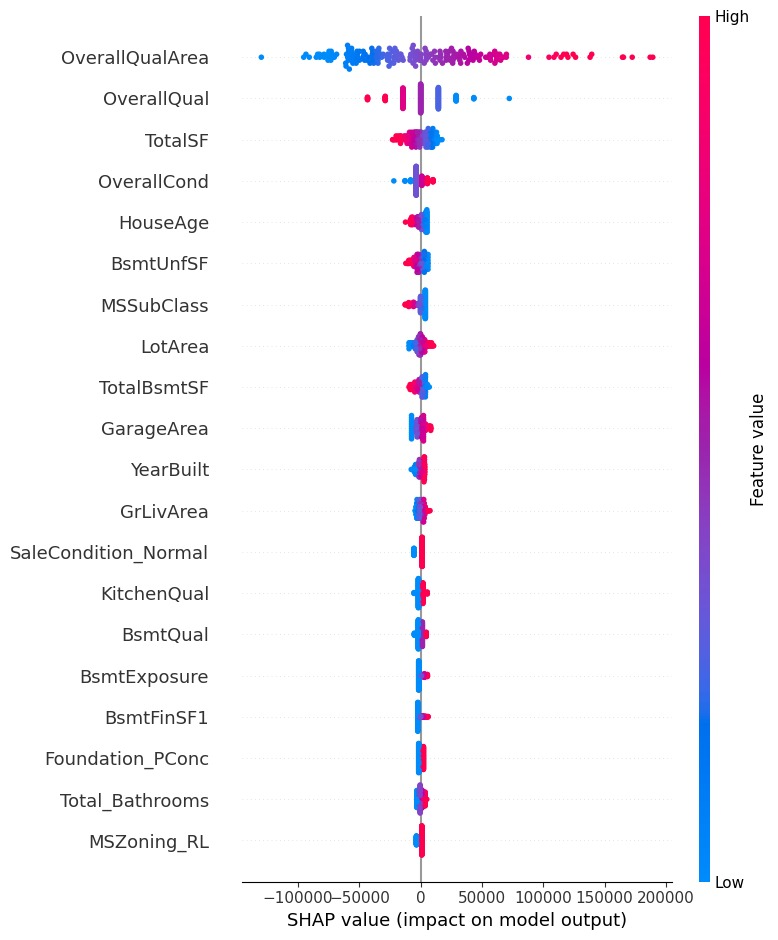 High
OverallQualArea
OverallQual
TotalSF
OverallCond
HouseAge
BsmtUnfSF
MSSubClass
LotArea
TotalBsmtSF
GarageArea
YearBuilt
GrLivArea
SaleCondition_Normal
KitchenQual
BsmtQual
BsmtExposure
BsmtFinSF1
Foundation_PConc
Total_Bathrooms
MSZoning_RL
Feature value
Low
−100000 −50000 0 50000 100000 150000 200000
SHAP value (impact on model output)